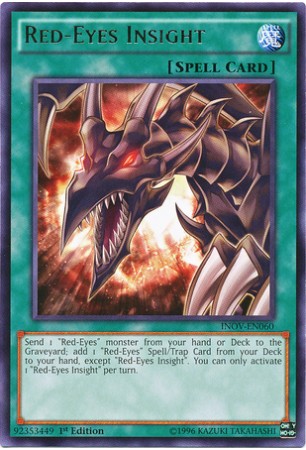 Red-Eyes Insight
[Spell Card]
INOV-EN060
Send 1 "Red-Eyes" monster from your hand or Deck to the
Graveyard; add 1 "Red-Eyes" Spell/Trap Card from your Deck
to your hand, except "Red-Eyes Insight". You can only activate
1 "Red-Eyes Insight" per turn.
92353449 1st Edition ©1996 KAZUKI TAKAHASHI